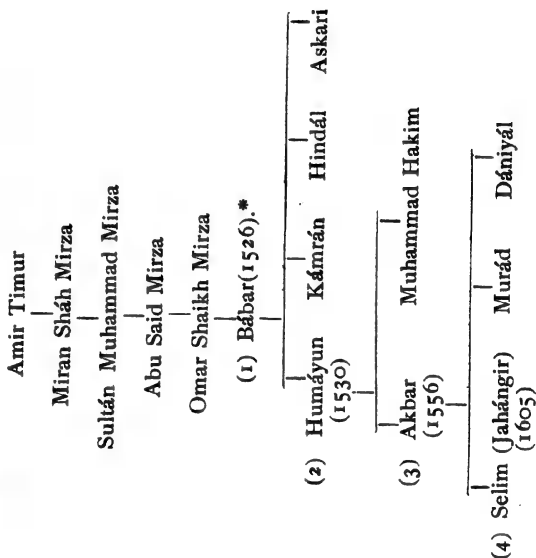 Amir Timur
Miran Sháh Mirza
Sultán Muhammad Mirza
Abu Said Mirza
Omar Shaikh Mirza
(1) Bábar (1526).*
(2) Humáyun Kámrán Hindál Askari
(1530)
(3) Akbar Muhammad Hakim
(1556)
(4) Selim (Jahángir) Murád Dániyál
(1605)